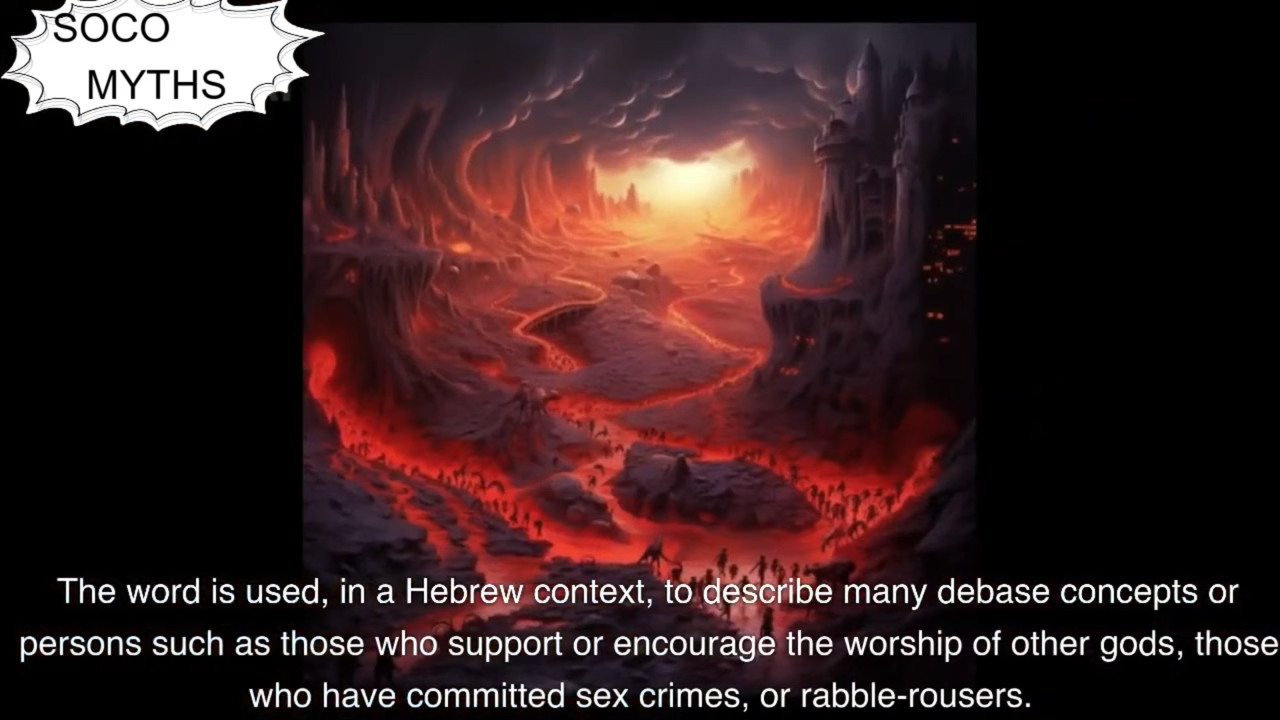 SOCO
MYTHS
The word is used, in a Hebrew context, to describe many debase concepts or
persons such as those who support or encourage the worship of other gods, those
who have committed sex crimes, or rabble-rousers.